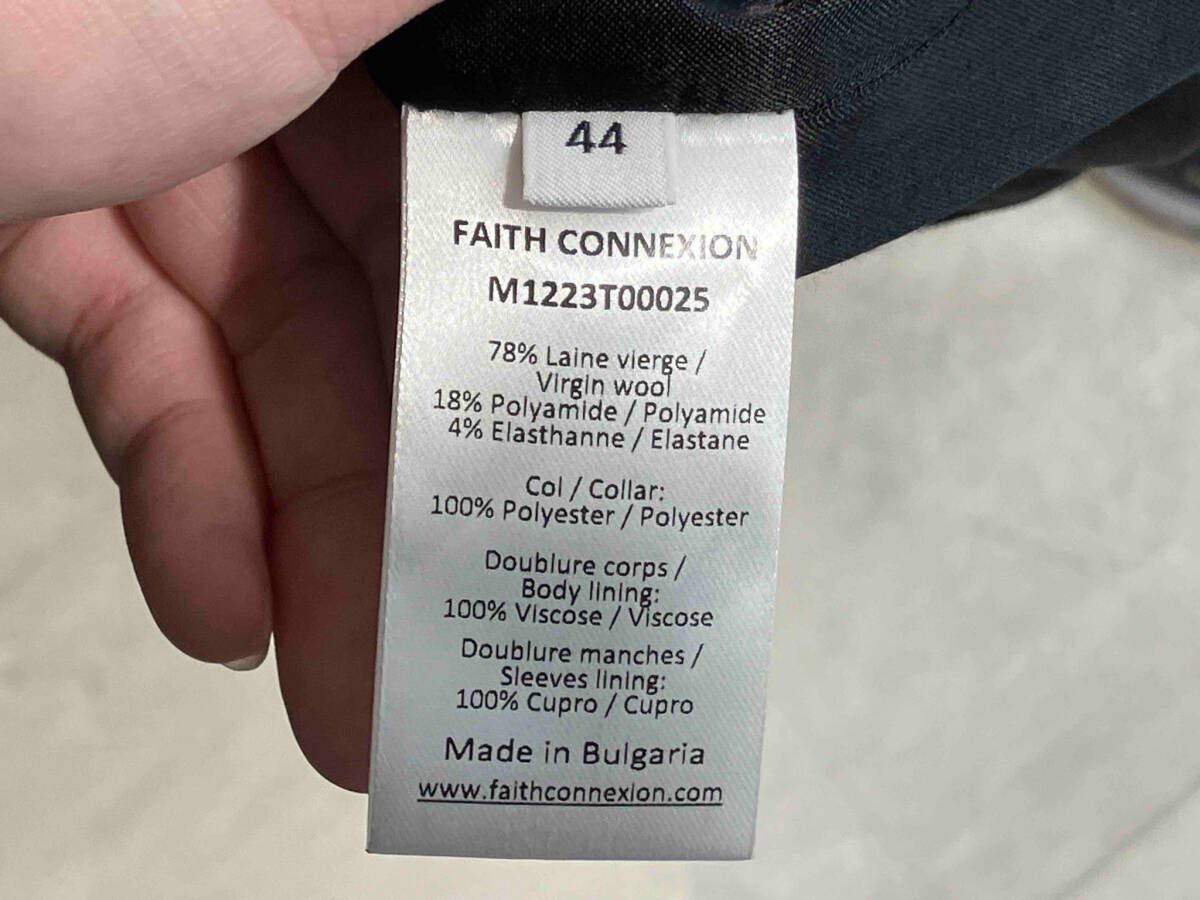 44
FAITH CONNEXION
M1223T00025
78% Laine vierge /
Virgin wool
18% Polyamide / Polyamide
4% Elasthanne / Elastane
Col / Collar:
100% Polyester / Polyester
Doublure corps /
Body lining:
100% Viscose / Viscose
Doublure manches /
Sleeves lining:
100% Cupro / Cupro
Made in Bulgaria
www.faithconnexion.com